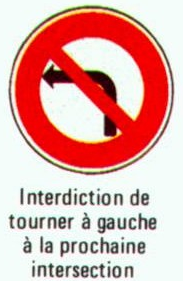 Interdiction de
tourner à gauche
à la prochaine
intersection